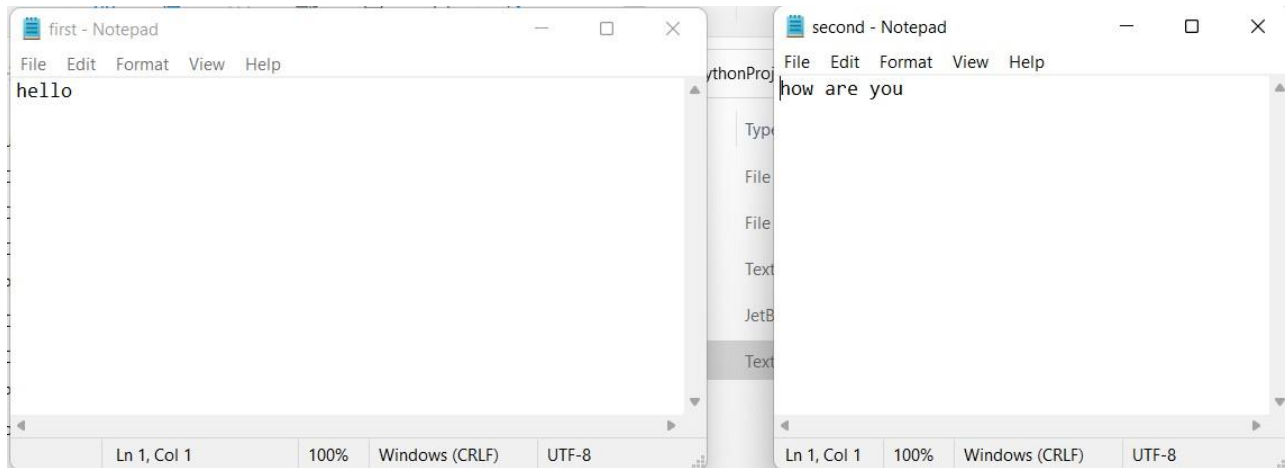 first - Notepad
File Edit Format View Help
hello
Ln 1, Col 1 100% Windows (CRLF) UTF-8
ythonProj
Type
File
File
Text
JetB
Text
second - Notepad
File Edit Format View Help
how are you
Ln 1, Col 1 100% Windows (CRLF) UTF-8